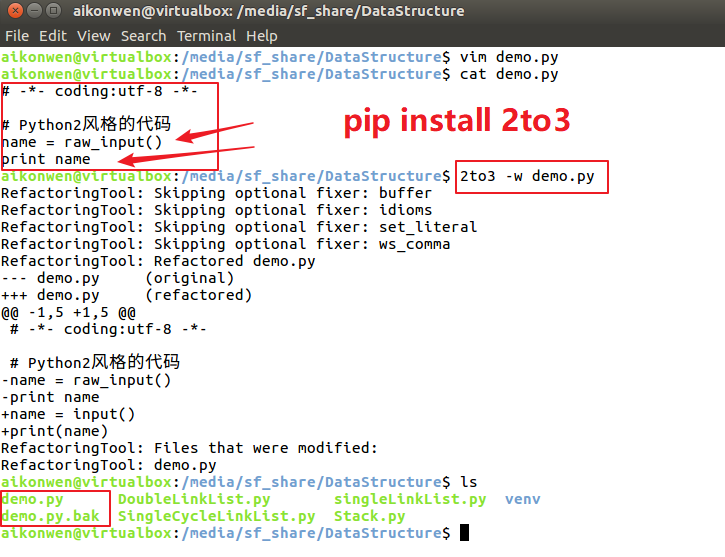 aikonwen@virtualbox: /media/sf_share/DataStructure
File Edit View Search Terminal Help
aikonwen@virtualbox:/media/sf_share/DataStructure$ vim demo.py
aikonwen@virtualbox:/media/sf_share/DataStructure$ cat demo.py
# -*- coding:utf-8 -*-
# Python2风格的代码
pip install 2to3
name = raw_input()
print name
aikonwen@virtualbox:/media/sf_share/DataStructure$ 2to3 -w demo.py
RefactoringTool: Skipping optional fixer: buffer
RefactoringTool: Skipping optional fixer: idioms
RefactoringTool: Skipping optional fixer: set_literal
RefactoringTool: Skipping optional fixer: ws_comma
RefactoringTool: Refactored demo.py
--- demo.py     (original)
+++ demo.py     (refactored)
@@ -1,5 +1,5 @@
 # -*- coding:utf-8 -*-
 # Python2风格的代码
-name = raw_input()
-print name
+name = input()
+print(name)
RefactoringTool: Files that were modified:
RefactoringTool: demo.py
aikonwen@virtualbox:/media/sf_share/DataStructure$ ls
demo.py      DoubleLinkList.py       singleLinkList.py  venv
demo.py.bak  SingleCycleLinkList.py  Stack.py
aikonwen@virtualbox:/media/sf_share/DataStructure$